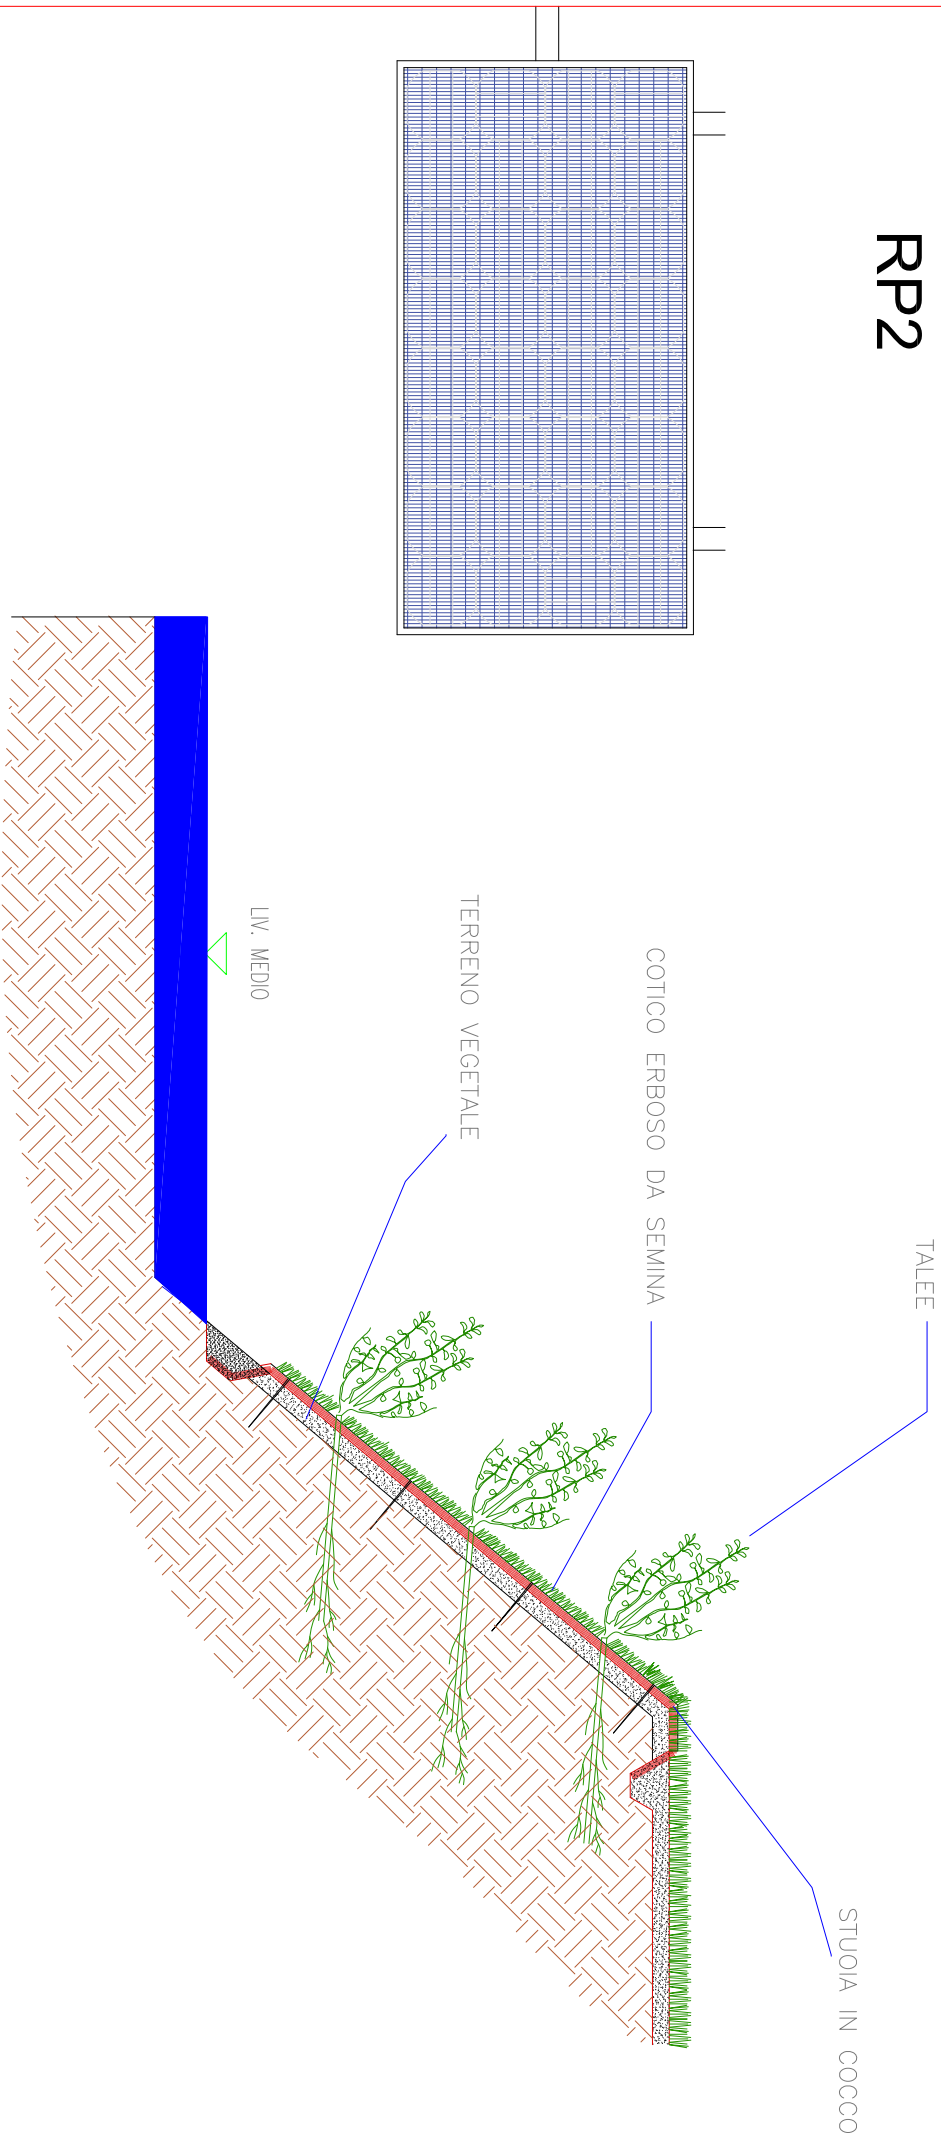 RP2
TALEE
STUOIA IN COCCO
COTICO ERBOSO DA SEMINA
TERRENO VEGETALE
LIV. MEDIO